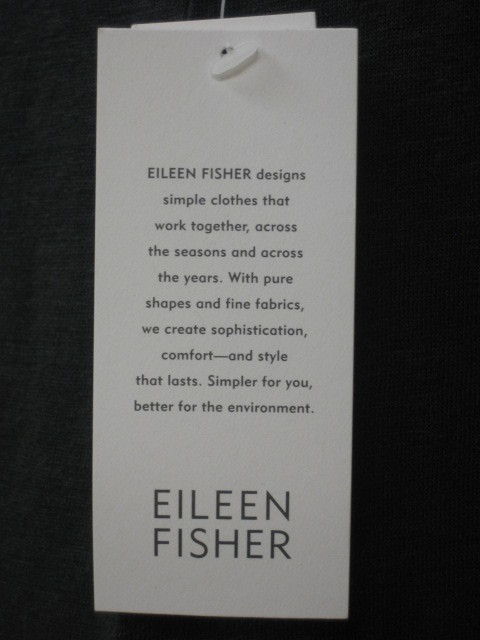 EILEEN FISHER designs
simple clothes that
work together, across
the seasons and across
the years. With pure
shapes and fine fabrics,
we create sophistication,
comfort—and style
that lasts. Simpler for you,
better for the environment.
EILEEN
FISHER